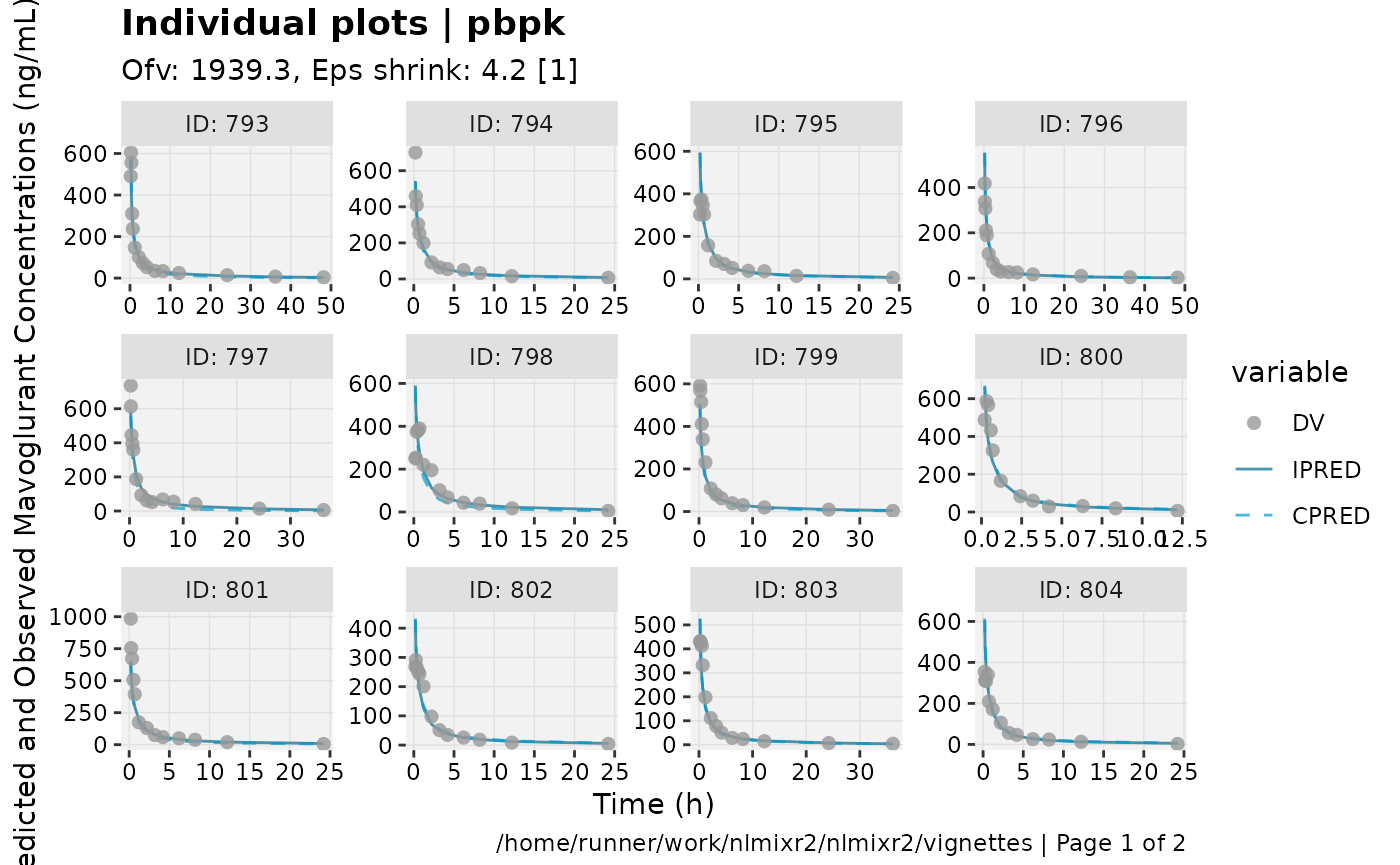 Individual plots | pbpk
Ofv: 1939.3, Eps shrink: 4.2 [1]
edicted and Observed Mavoglurant Concentrations (ng/mL)
ID: 793
600
400
200
0
0 10 20 30 40 50
ID: 794
600
400
200
0
0 5 10 15 20 25
ID: 795
600
400
200
0
0 5 10 15 20 25
ID: 796
400
200
0
0 10 20 30 40 50
ID: 797
600
400
200
0
0 10 20 30
ID: 798
600
400
200
0
0 5 10 15 20 25
ID: 799
600
400
200
0
0 10 20 30
ID: 800
600
400
200
0
0.0 2.5 5.0 7.5 10.0 12.5
ID: 801
1000
750
500
250
0
0 5 10 15 20 25
ID: 802
400
300
200
100
0
0 5 10 15 20 25
ID: 803
500
400
300
200
100
0
0 10 20 30
ID: 804
600
400
200
0
0 5 10 15 20 25
Time (h)
variable
DV
IPRED
CPRED
/home/runner/work/nlmixr2/nlmixr2/vignettes | Page 1 of 2